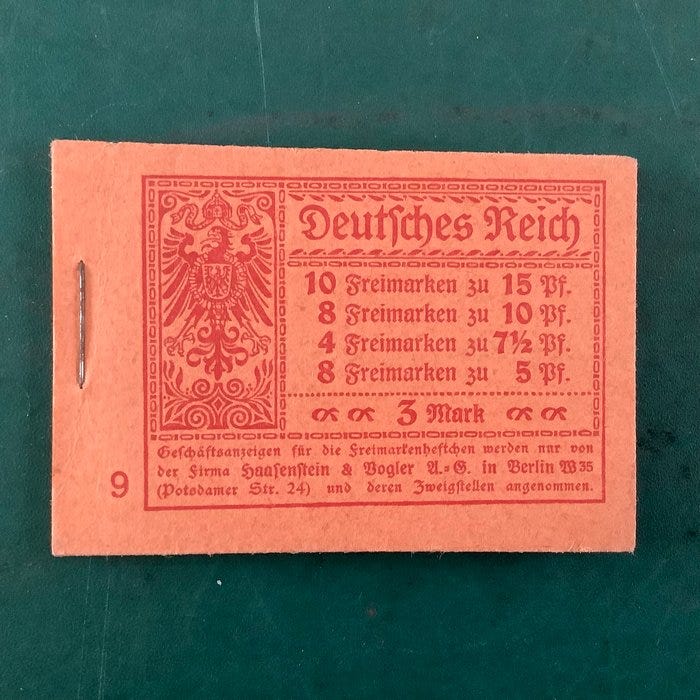 Deutsches Reich
10 Freimarken zu 15 Pf.
8 Freimarken zu 10 Pf.
4 Freimarken zu 7½ Pf.
8 Freimarken zu 5 Pf.
3 Mark
Geschäftsanzeigen für die Freimarkenheftchen werden nur von
der Firma Haasenstein & Vogler A.=G. in Berlin W 35
(Potsdamer Str. 24) und deren Zweigstellen angenommen.
9